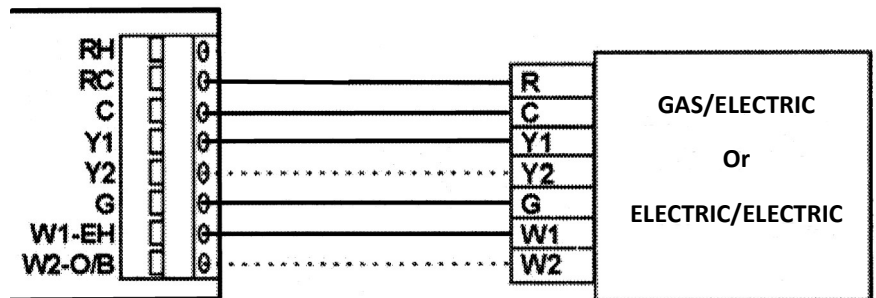 RH
RC
C
Y1
Y2
G
W1-EH
W2-O/B
R
C
Y1
Y2
G
W1
W2
GAS/ELECTRIC
Or
ELECTRIC/ELECTRIC